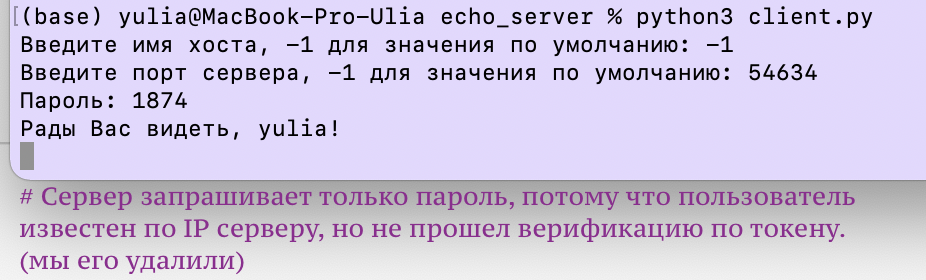 [(base) yulia@MacBook-Pro-Ulia echo_server % python3 client.py
Введите имя хоста, -1 для значения по умолчанию: -1
Введите порт сервера, -1 для значения по умолчанию: 54634
Пароль: 1874
Рады Вас видеть, yulia!
# Сервер запрашивает только пароль, потому что пользователь
известен по IP серверу, но не прошел верификацию по токену.
(мы его удалили)